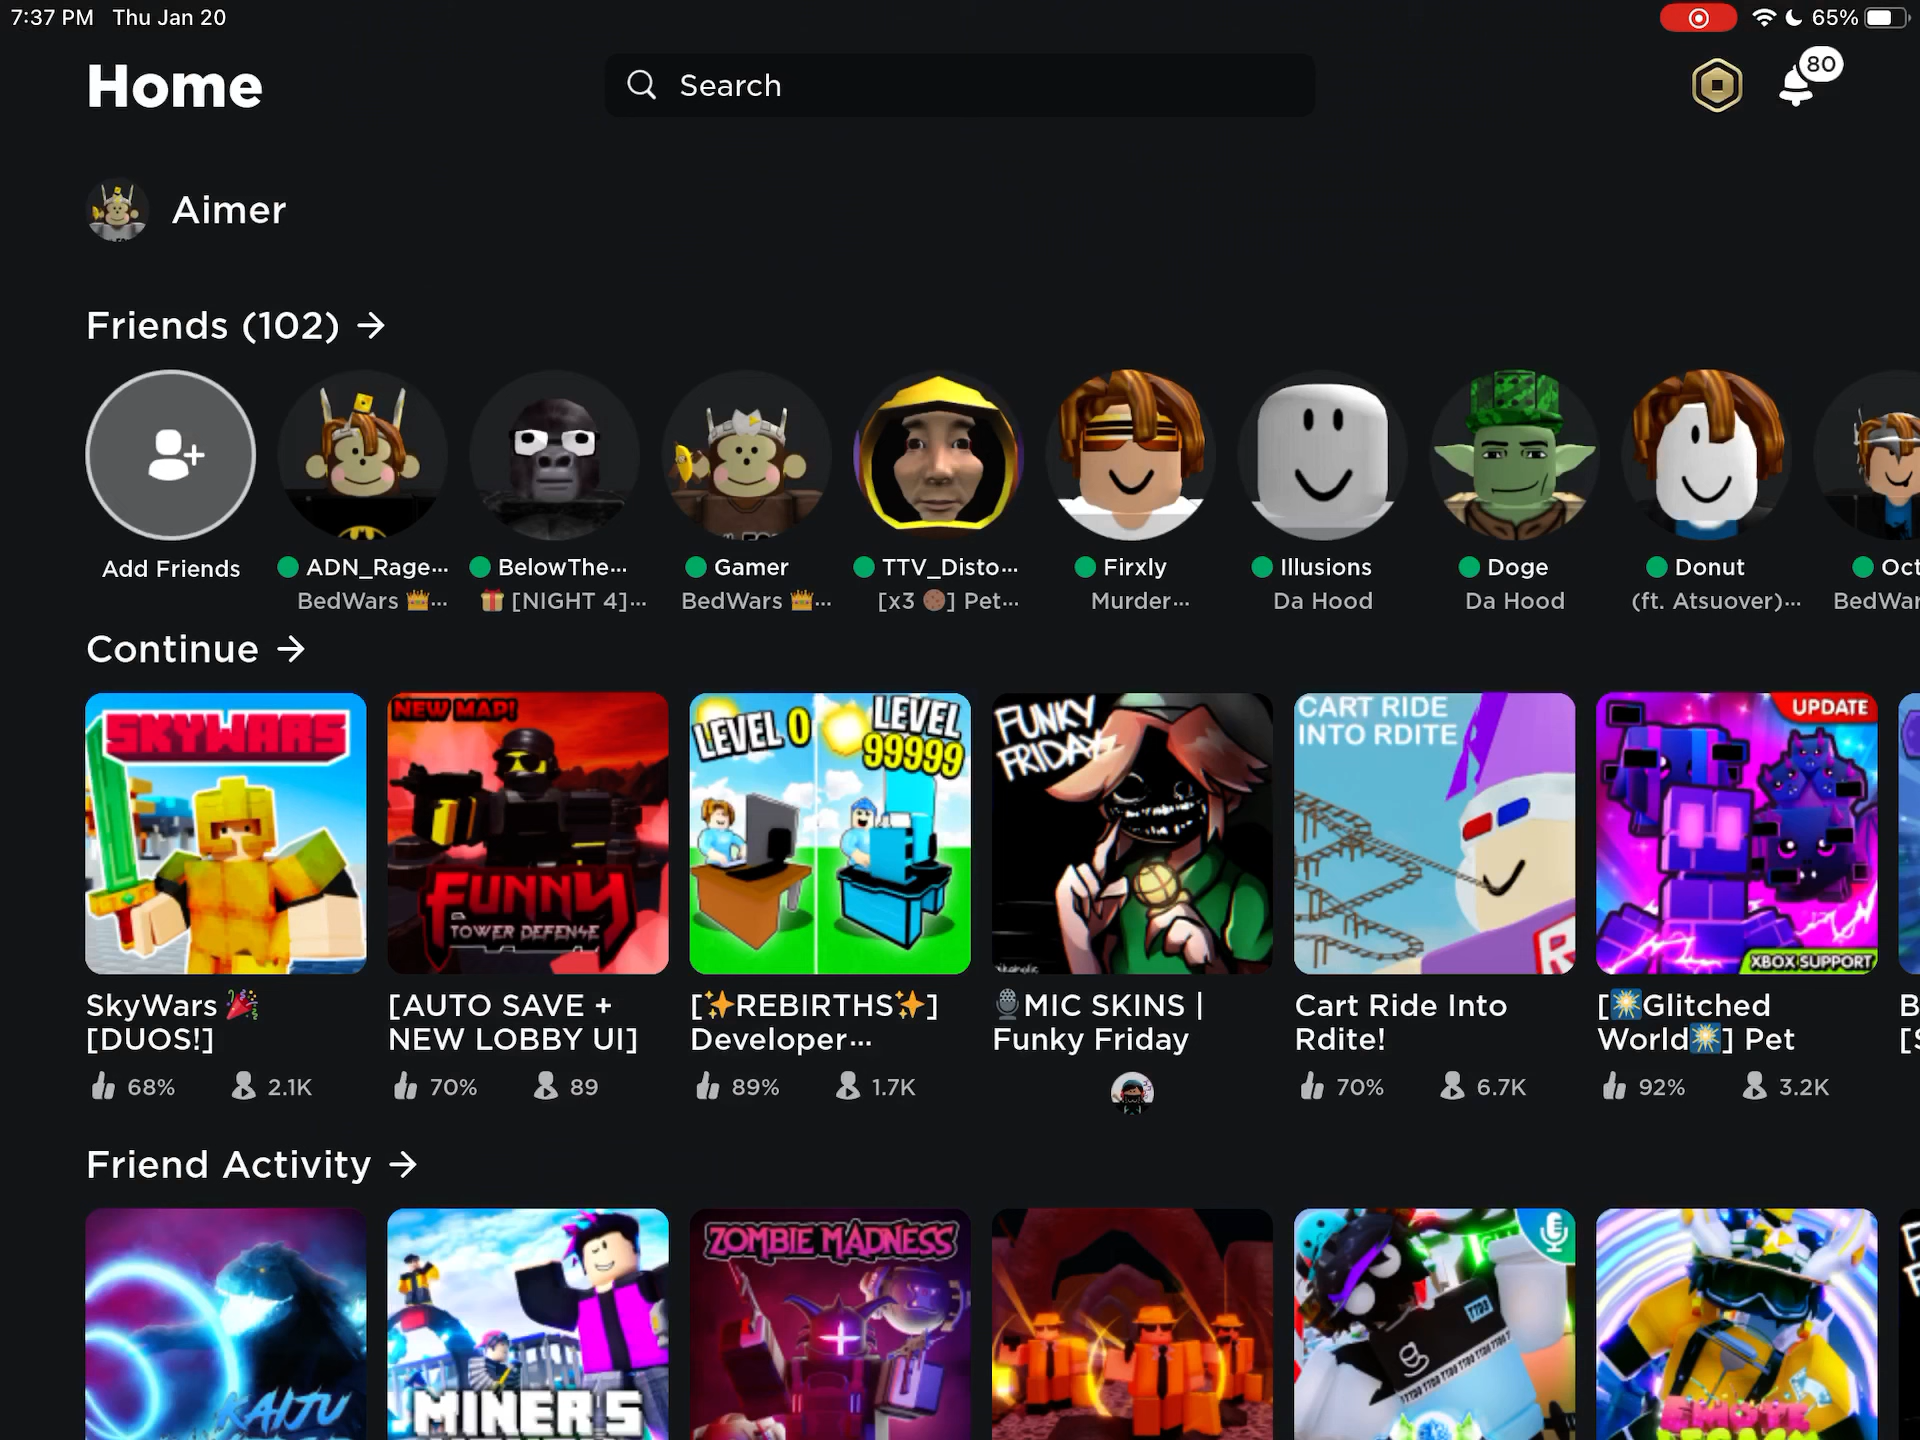 7:37 PM Thu Jan 20
65%
Home
Search
80
Aimer
Friends (102) →
Add Friends
ADN_Rage...
BedWars 👑...
BelowThe...
🎁 [NIGHT 4]...
Gamer
BedWars 👑...
TTV_Disto...
[x3 🍪] Pet...
Firxly
Murder...
Illusions
Da Hood
Doge
Da Hood
Donut
(ft. Atsuover)...
Oct
BedWar
Continue →
SKYWARS
NEW MAP!
FUNNY
TOWER DEFENSE
LEVEL 0
LEVEL
99999
FUNKY
FRIDAY
CART RIDE
INTO RDITE
UPDATE
XBOX SUPPORT
SkyWars 🎉
[DUOS!]
68% 2.1K
[AUTO SAVE +
NEW LOBBY UI]
70% 89
[✨REBIRTHS✨]
Developer...
89% 1.7K
🎙️MIC SKINS |
Funky Friday
Cart Ride Into
Rdite!
70% 6.7K
[🎇Glitched
World🎇] Pet
92% 3.2K
B
[S
Friend Activity →
KAIJU
MINER'S
ZOMBIE MADNESS
EMOTE